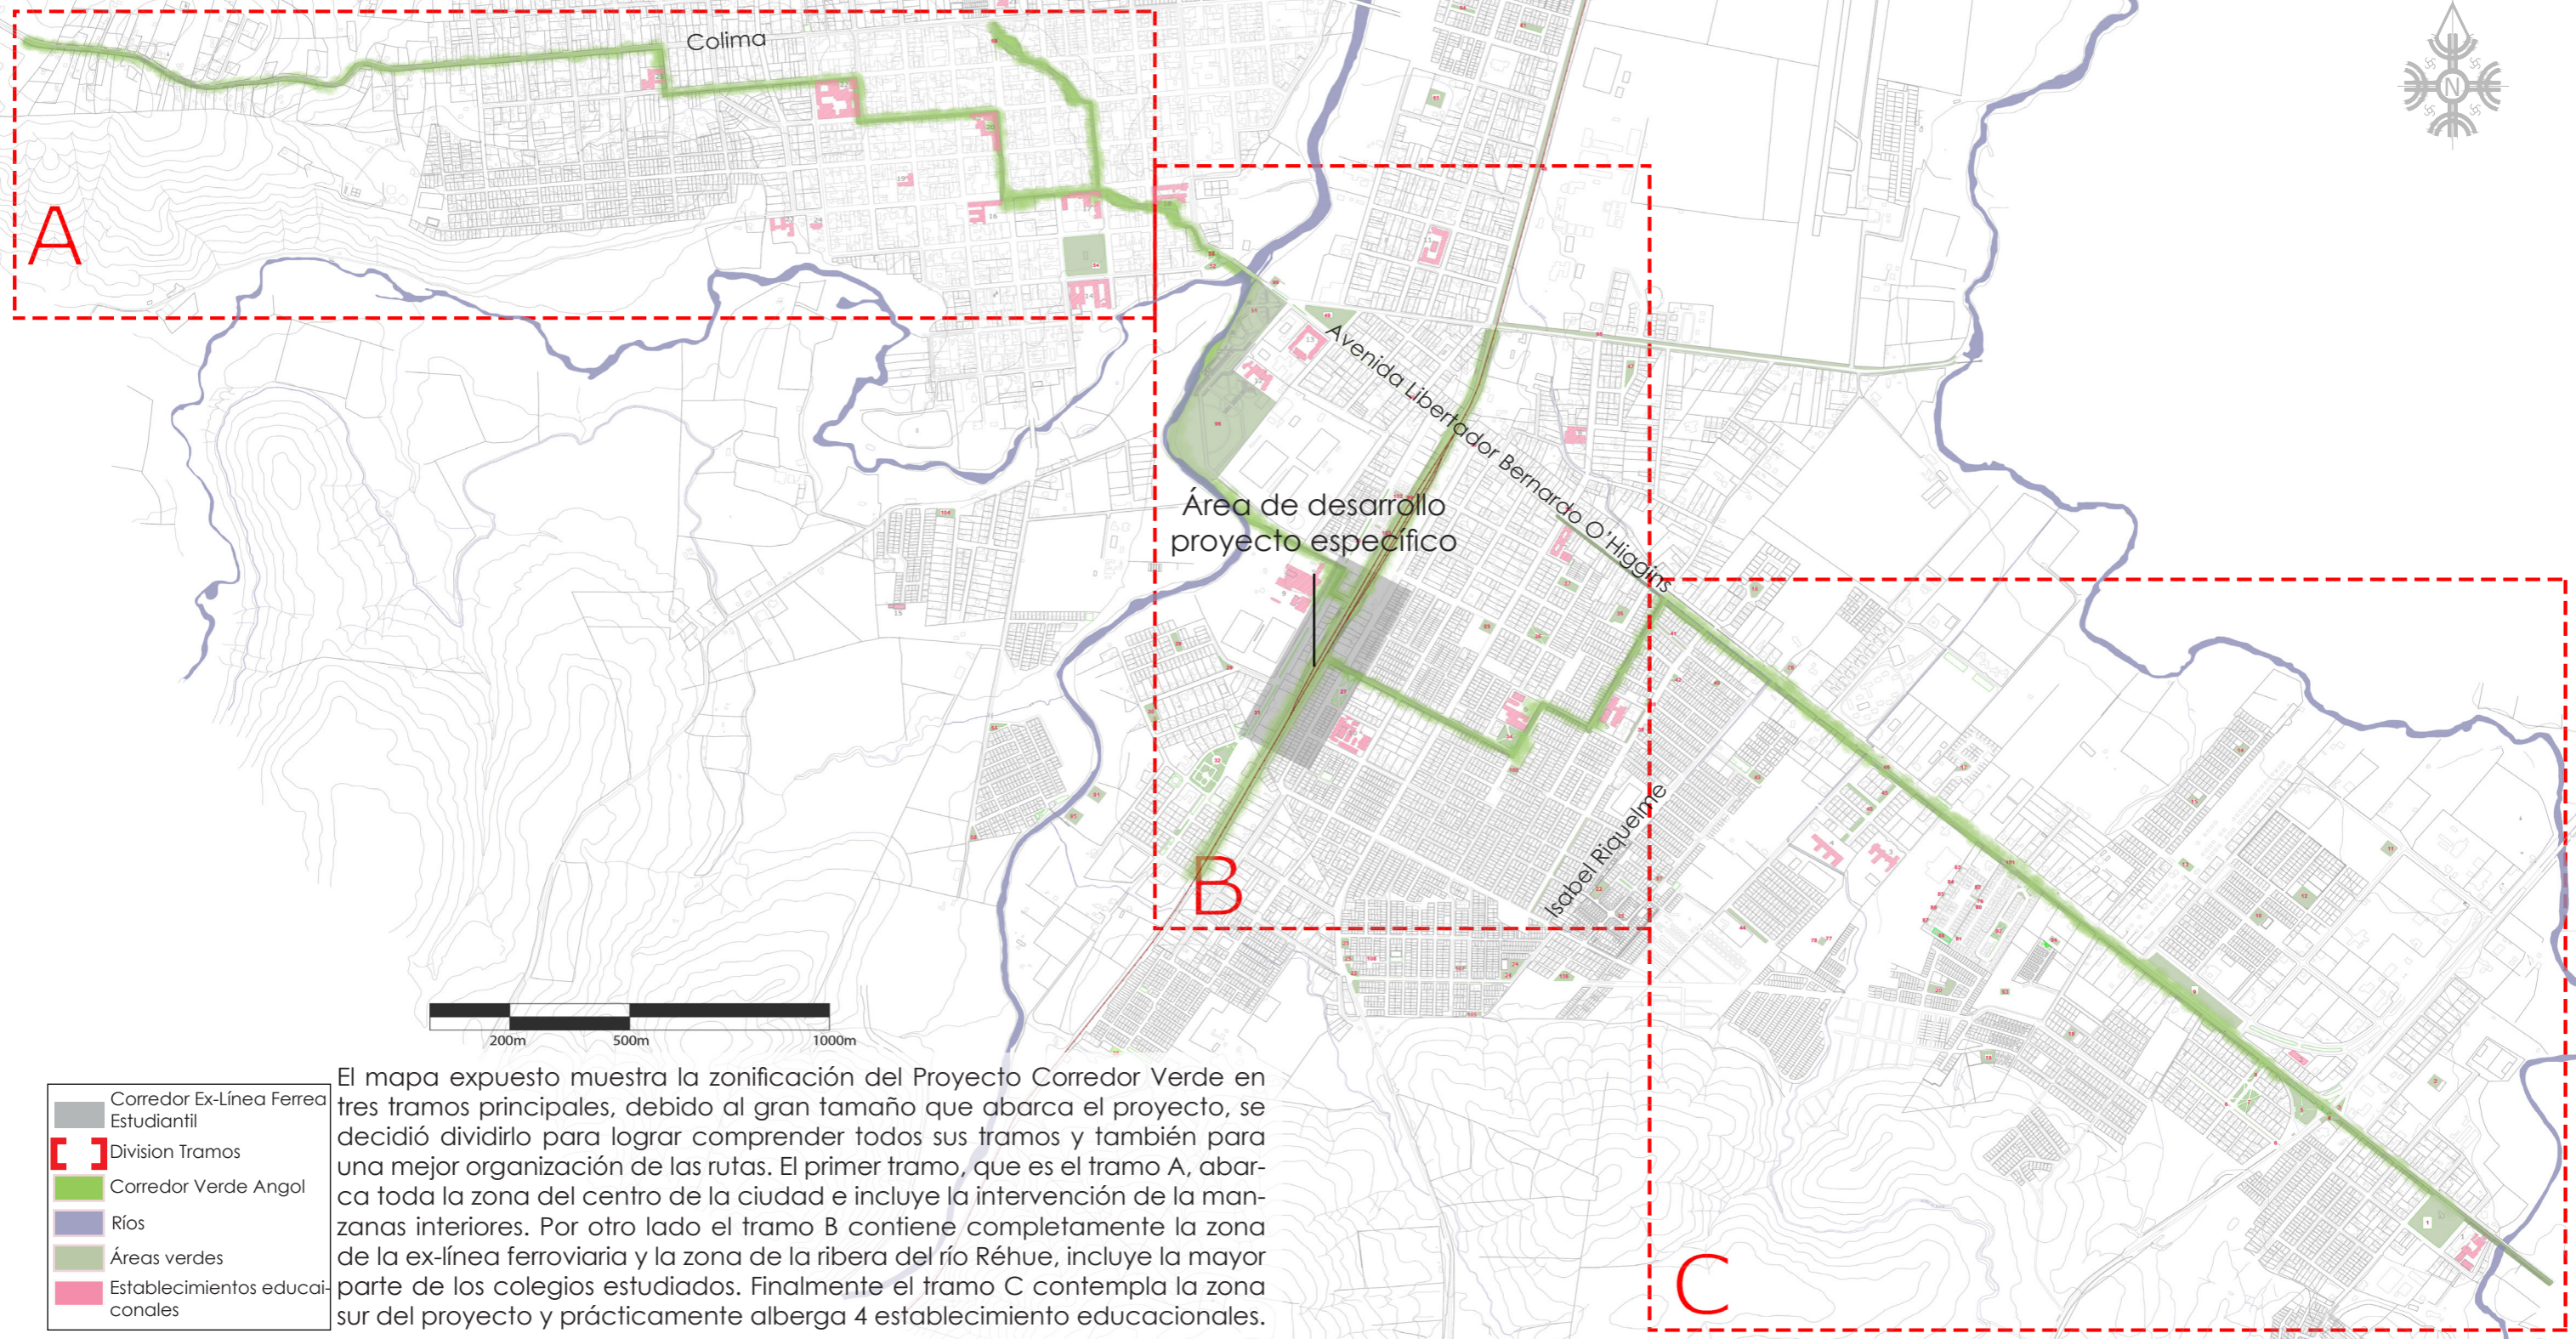 Colima
N
A
Avenida Libertador Bernardo O'Higgins
Área de desarrollo
proyecto específico
Isabel Riquelme
B
C
200m 500m 1000m
Corredor Ex-Línea Ferrea
Estudiantil
Division Tramos
Corredor Verde Angol
Ríos
Áreas verdes
Establecimientos educai-
conales
El mapa expuesto muestra la zonificación del Proyecto Corredor Verde en
tres tramos principales, debido al gran tamaño que abarca el proyecto, se
decidió dividirlo para lograr comprender todos sus tramos y también para
una mejor organización de las rutas. El primer tramo, que es el tramo A, abar-
ca toda la zona del centro de la ciudad e incluye la intervención de la man-
zanas interiores. Por otro lado el tramo B contiene completamente la zona
de la ex-línea ferroviaria y la zona de la ribera del río Réhue, incluye la mayor
parte de los colegios estudiados. Finalmente el tramo C contempla la zona
sur del proyecto y prácticamente alberga 4 establecimiento educacionales.